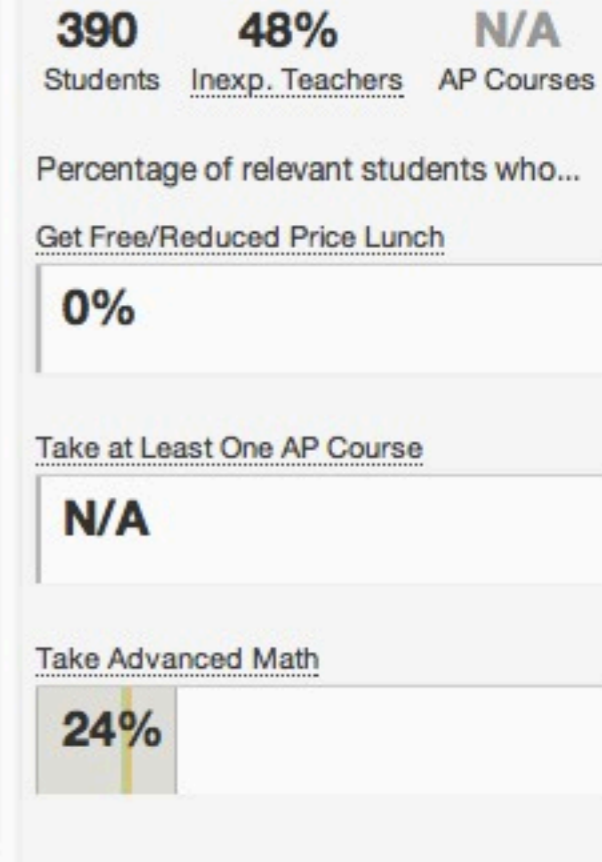 390 48% N/A
Students Inexp. Teachers AP Courses
Percentage of relevant students who...
Get Free/Reduced Price Lunch
0%
Take at Least One AP Course
N/A
Take Advanced Math
24%